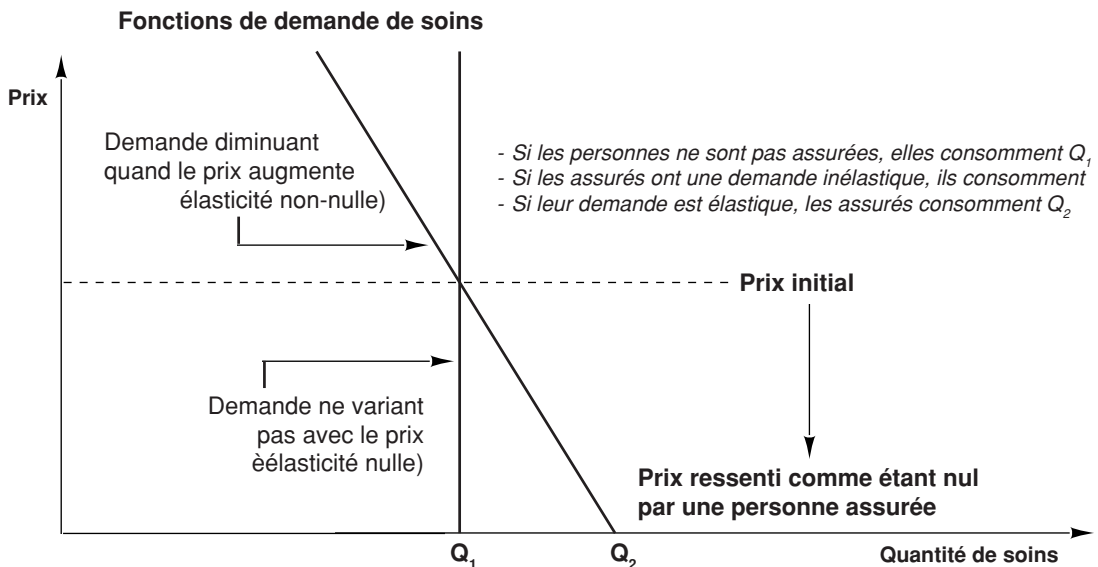 Fonctions de demande de soins
Prix
Demande diminuant
quand le prix augmente
élasticité non-nulle)
- Si les personnes ne sont pas assurées, elles consomment Q₁
- Si les assurés ont une demande inélastique, ils consomment
- Si leur demande est élastique, les assurés consomment Q₂
Prix initial
Demande ne variant
pas avec le prix
èélasticité nulle)
Prix ressenti comme étant nul
par une personne assurée
Q₁
Q₂
Quantité de soins